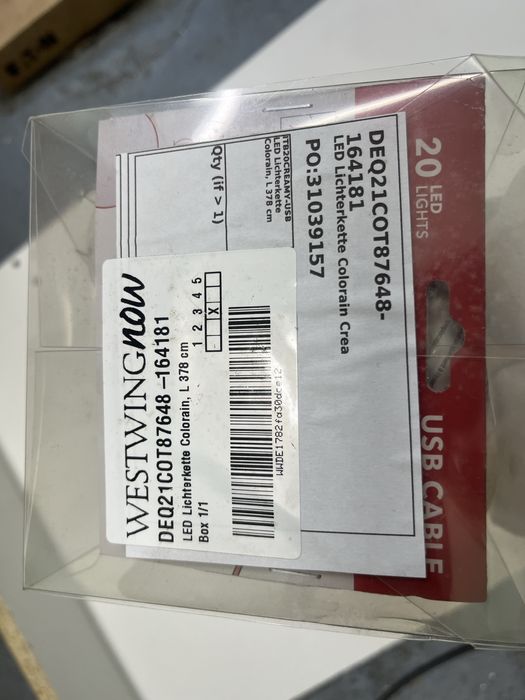 20 LED
LIGHTS
USB CABLE
DEQ21COT87648-
164181
LED Lichterkette Colorain Crea
PO:31039157
ITB20CREAMY-USB
LED Lichterkette
Colorain, L 378 cm
Qty (if > 1)
WESTWINGnow
DEQ21COT87648-164181
LED Lichterkette Colorain, L 378 cm
Box 1/1
1 2 3 4 5
X
WWDE1782fa30dce12